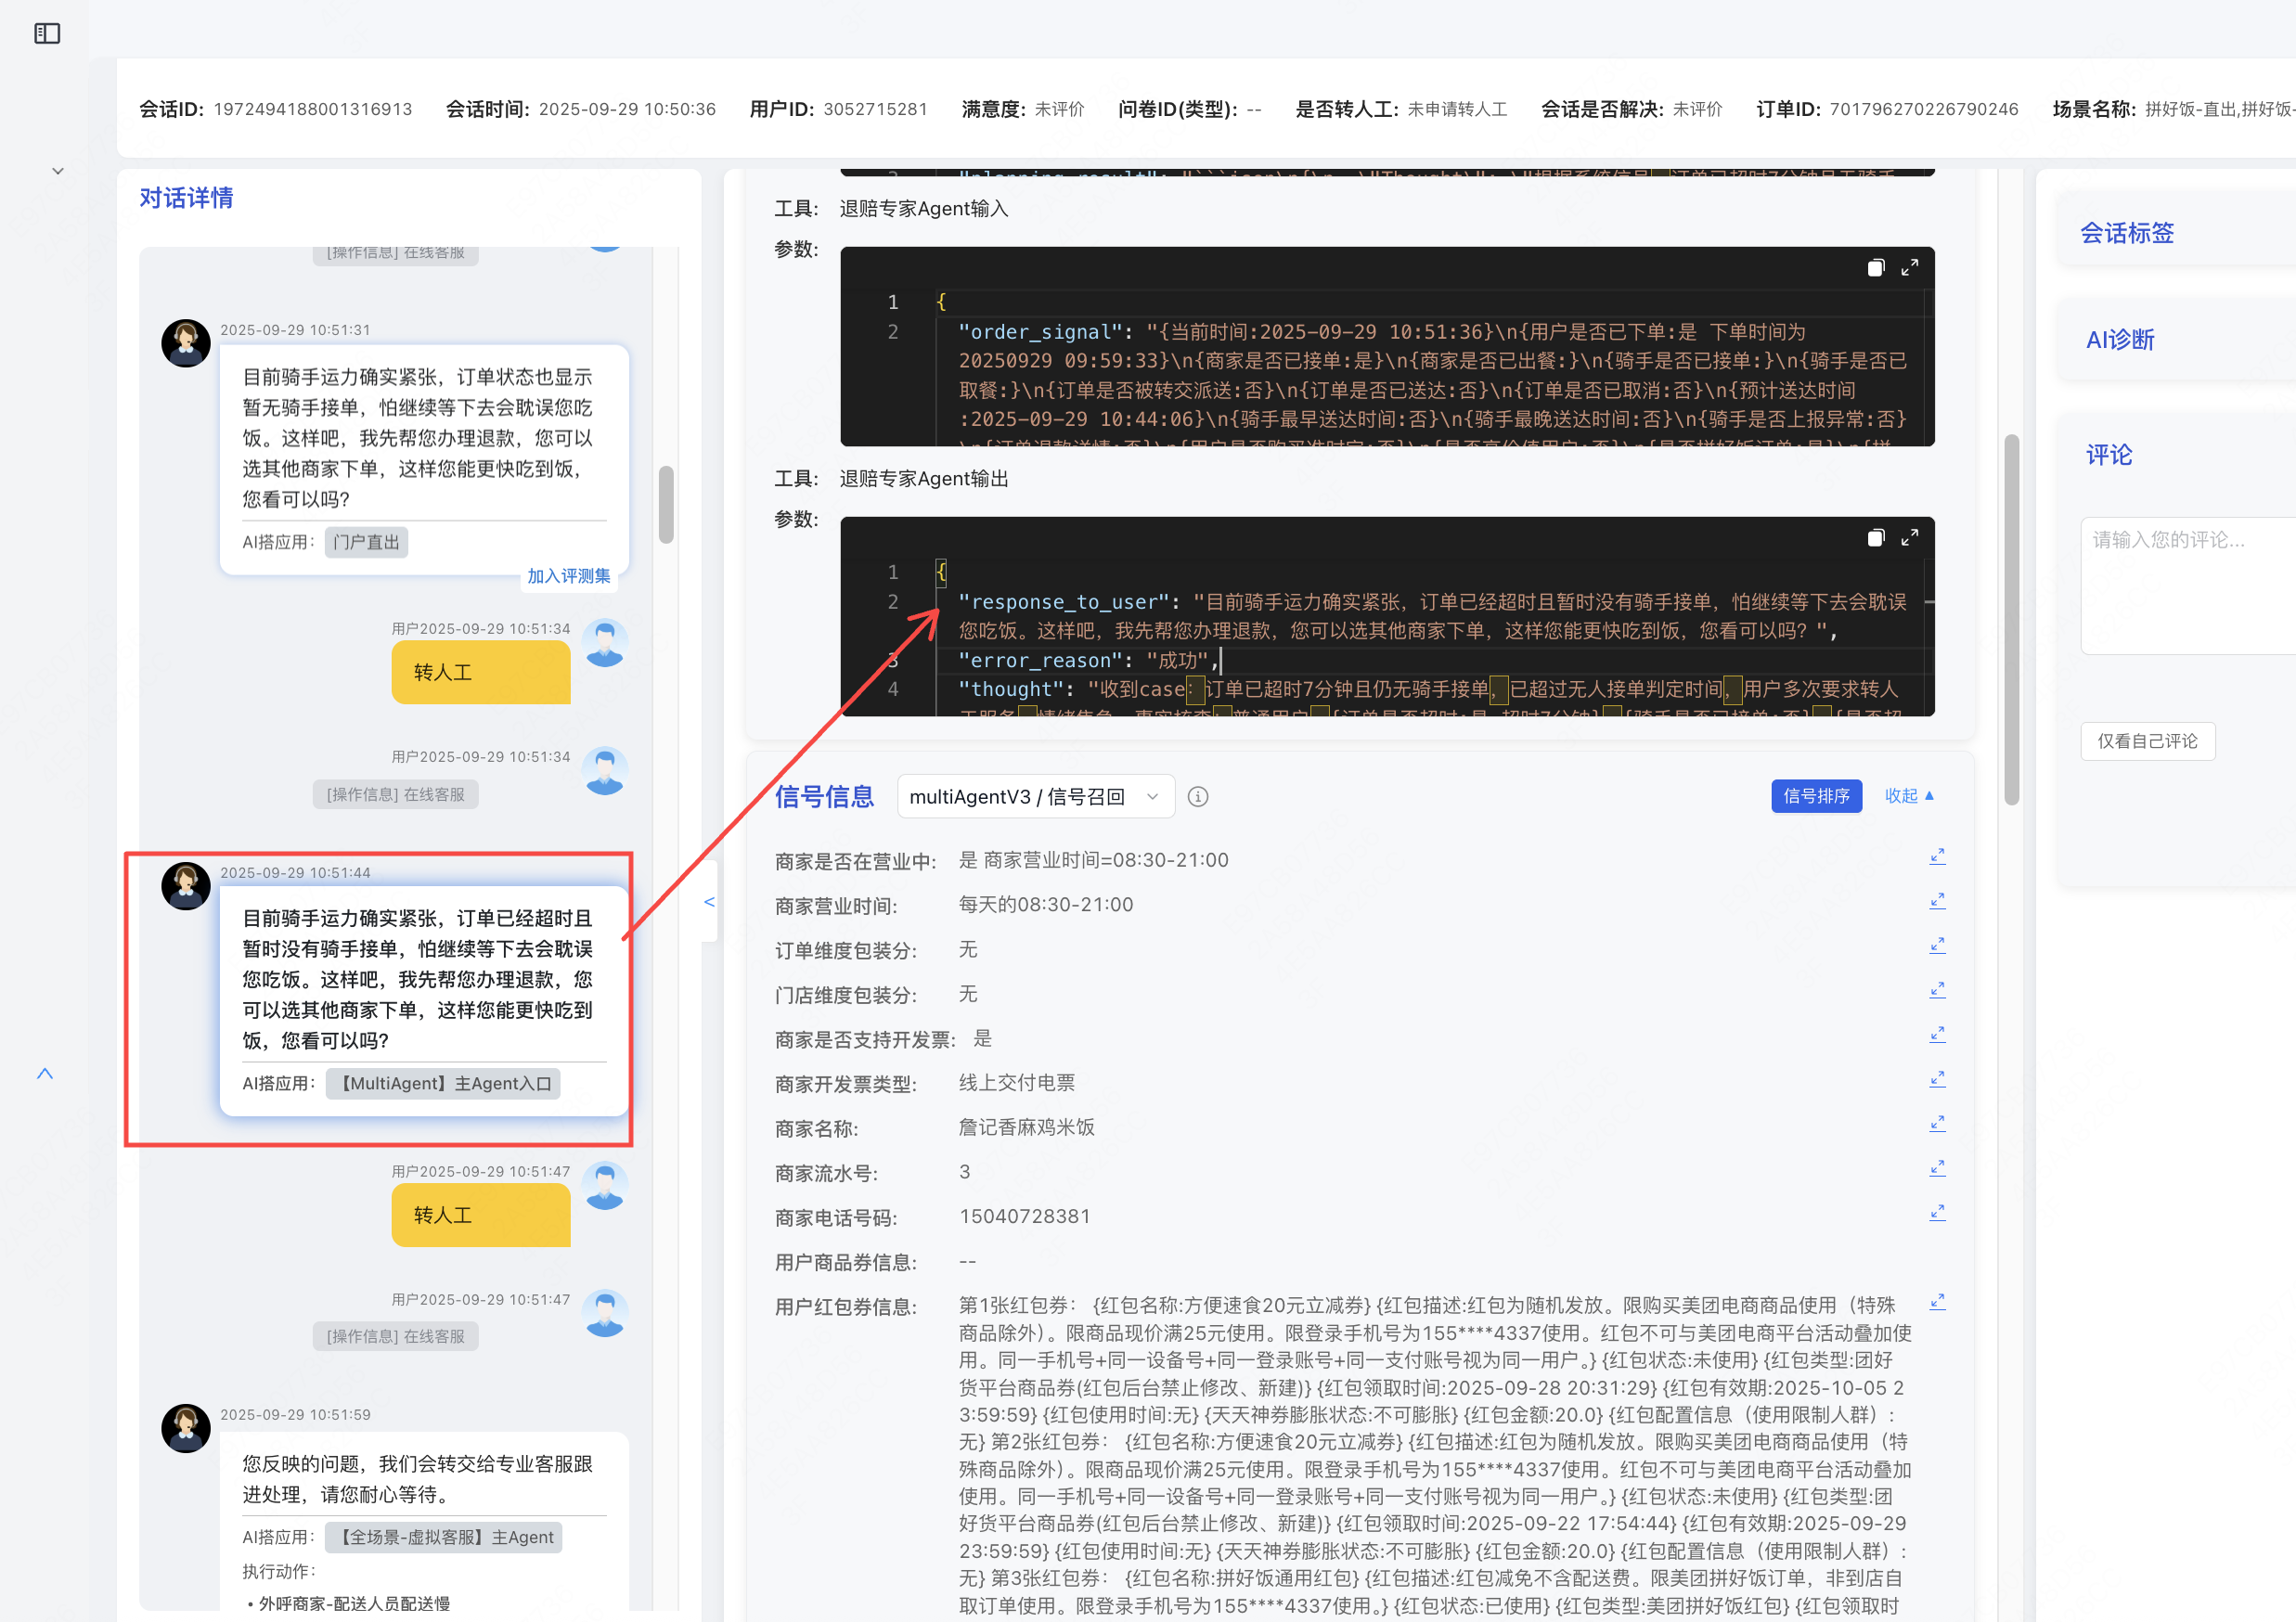 会话ID: 1972494188001316913 会话时间: 2025-09-29 10:50:36 用户ID: 3052715281 满意度: 未评价 问卷ID(类型): -- 是否转人工: 未申请转人工 会话是否解决: 未评价 订单ID: 701796270226790246 场景名称: 拼好饭-直出,拼好饭-
对话详情
[操作信息] 在线客服
2025-09-29 10:51:31
目前骑手运力确实紧张，订单状态也显示
暂无骑手接单，怕继续等下去会耽误您吃
饭。这样吧，我先帮您办理退款，您可以
选其他商家下单，这样您能更快吃到饭，
您看可以吗？
AI搭应用： 门户直出
加入评测集
用户2025-09-29 10:51:34
转人工
用户2025-09-29 10:51:34
[操作信息] 在线客服
2025-09-29 10:51:44
目前骑手运力确实紧张，订单已经超时且
暂时没有骑手接单，怕继续等下去会耽误
您吃饭。这样吧，我先帮您办理退款，您
可以选其他商家下单，这样您能更快吃到
饭，您看可以吗？
AI搭应用： 【MultiAgent】主Agent入口
用户2025-09-29 10:51:47
转人工
用户2025-09-29 10:51:47
[操作信息] 在线客服
2025-09-29 10:51:59
您反映的问题，我们会转交给专业客服跟
进处理，请您耐心等待。
AI搭应用： 【全场景-虚拟客服】主Agent
执行动作：
• 外呼商家-配送人员配送慢
工具: 退赔专家Agent输入
参数:
1 {
2 "order_signal": "{当前时间:2025-09-29 10:51:36}\n{用户是否已下单:是 下单时间为
20250929 09:59:33}\n{商家是否已接单:是}\n{商家是否已出餐:}\n{骑手是否已接单:}\n{骑手是否已
取餐:}\n{订单是否被转交派送:否}\n{订单是否已送达:否}\n{订单是否已取消:否}\n{预计送达时间
:2025-09-29 10:44:06}\n{骑手最早送达时间:否}\n{骑手最晚送达时间:否}\n{骑手是否上报异常:否}
\n{订单退款详情:否}\n{用户是否购买准时宝:否}\n{是否高价值用户:否}\n{是否拼好饭订单:是}\n{拼
工具: 退赔专家Agent输出
参数:
1 {
2 "response_to_user": "目前骑手运力确实紧张，订单已经超时且暂时没有骑手接单，怕继续等下去会耽误
您吃饭。这样吧，我先帮您办理退款，您可以选其他商家下单，这样您能更快吃到饭，您看可以吗？",
3 "error_reason": "成功",
4 "thought": "收到case：订单已超时7分钟且仍无骑手接单，已超过无人接单判定时间，用户多次要求转人
信号信息 multiAgentV3 / 信号召回 信号排序 收起
商家是否在营业中: 是 商家营业时间=08:30-21:00
商家营业时间: 每天的08:30-21:00
订单维度包装分: 无
门店维度包装分: 无
商家是否支持开发票: 是
商家开发票类型: 线上交付电票
商家名称: 詹记香麻鸡米饭
商家流水号: 3
商家电话号码: 15040728381
用户商品券信息: --
用户红包券信息: 第1张红包券： {红包名称:方便速食20元立减券} {红包描述:红包为随机发放。限购买美团电商商品使用（特殊
商品除外）。限商品现价满25元使用。限登录手机号为155****4337使用。红包不可与美团电商平台活动叠加使
用。同一手机号+同一设备号+同一登录账号+同一支付账号视为同一用户。} {红包状态:未使用} {红包类型:团好
货平台商品券(红包后台禁止修改、新建)} {红包领取时间:2025-09-28 20:31:29} {红包有效期:2025-10-05 2
3:59:59} {红包使用时间:无} {天天神券膨胀状态:不可膨胀} {红包金额:20.0} {红包配置信息（使用限制人群）:
无} 第2张红包券： {红包名称:方便速食20元立减券} {红包描述:红包为随机发放。限购买美团电商商品使用（特
殊商品除外）。限商品现价满25元使用。限登录手机号为155****4337使用。红包不可与美团电商平台活动叠加
使用。同一手机号+同一设备号+同一登录账号+同一支付账号视为同一用户。} {红包状态:未使用} {红包类型:团
好货平台商品券(红包后台禁止修改、新建)} {红包领取时间:2025-09-22 17:54:44} {红包有效期:2025-09-29
23:59:59} {红包使用时间:无} {天天神券膨胀状态:不可膨胀} {红包金额:20.0} {红包配置信息（使用限制人群）:
无} 第3张红包券： {红包名称:拼好饭通用红包} {红包描述:红包减免不含配送费。限美团拼好饭订单，非到店自
取订单使用。限登录手机号为155****4337使用。} {红包状态:已使用} {红包类型:美团拼好饭红包} {红包领取时
会话标签
AI诊断
评论
请输入您的评论...
仅看自己评论